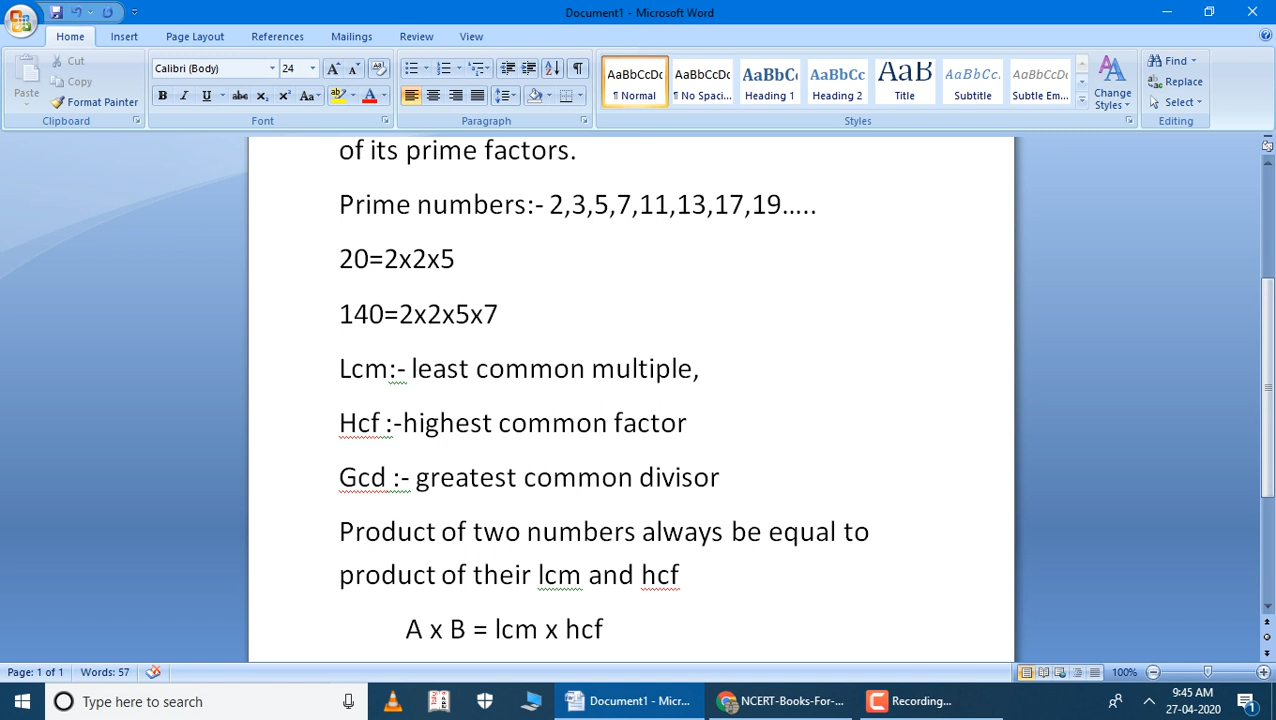 Document1 - Microsoft Word
Home Insert Page Layout References Mailings Review View
Paste
Cut
Copy
Format Painter
Clipboard
Calibri (Body) 24
B I U abc x₂ x² Aa
Font
Paragraph
AaBbCcDc AaBbCcDc AaBbCc AaBbCc AaB AaBbCc. AaBbCcDc
¶ Normal ¶ No Spaci... Heading 1 Heading 2 Title Subtitle Subtle Em...
Styles
Change Styles
Find
Replace
Select
Editing
of its prime factors.
Prime numbers:- 2,3,5,7,11,13,17,19.....
20=2x2x5
140=2x2x5x7
Lcm:- least common multiple,
Hcf :-highest common factor
Gcd :- greatest common divisor
Product of two numbers always be equal to
product of their lcm and hcf
A x B = lcm x hcf
Page: 1 of 1 Words: 57 100%
Type here to search
Document1 - Micr...
NCERT-Books-For-...
Recording...
9:45 AM
27-04-2020
1